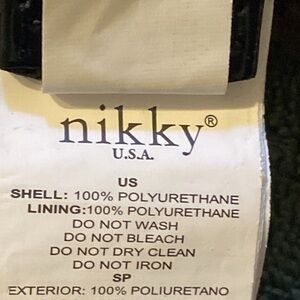 nikky®
U.S.A.
US
SHELL: 100% POLYURETHANE
LINING:100% POLYURETHANE
DO NOT WASH
DO NOT BLEACH
DO NOT DRY CLEAN
DO NOT IRON
SP
EXTERIOR: 100% POLIURETANO